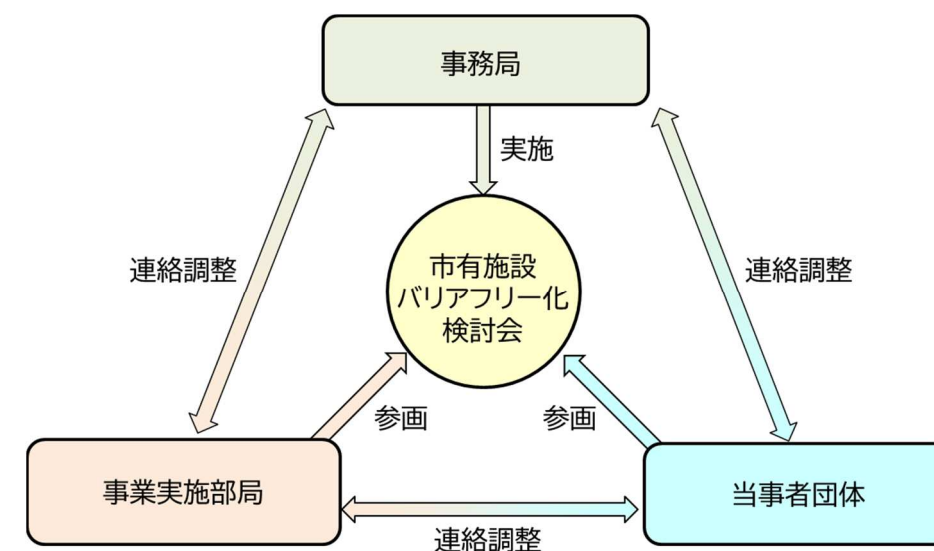 事務局
実施
連絡調整
連絡調整
市有施設
バリアフリー化
検討会
参画
参画
事業実施部局
当事者団体
連絡調整